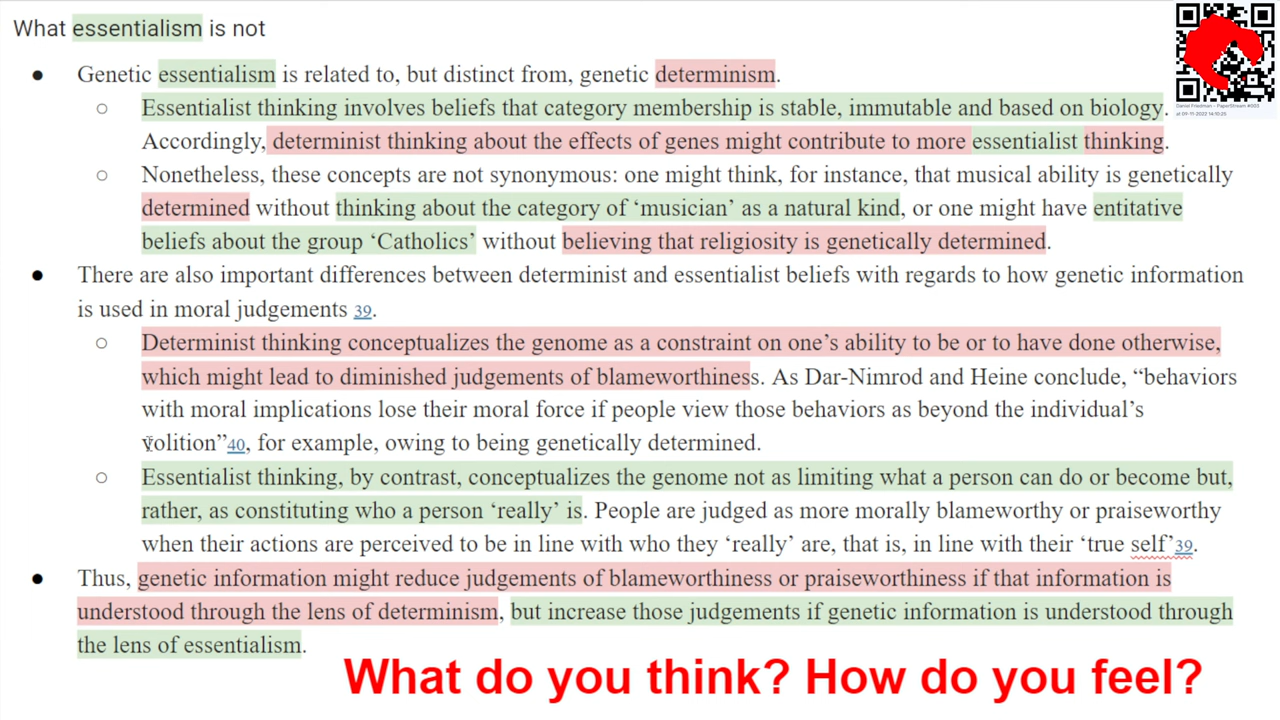 What essentialism is not
● Genetic essentialism is related to, but distinct from, genetic determinism.
○ Essentialist thinking involves beliefs that category membership is stable, immutable and based on biology.
Accordingly, determinist thinking about the effects of genes might contribute to more essentialist thinking.
○ Nonetheless, these concepts are not synonymous: one might think, for instance, that musical ability is genetically
determined without thinking about the category of ‘musician’ as a natural kind, or one might have entitative
beliefs about the group ‘Catholics’ without believing that religiosity is genetically determined.
● There are also important differences between determinist and essentialist beliefs with regards to how genetic information
is used in moral judgements 39.
○ Determinist thinking conceptualizes the genome as a constraint on one’s ability to be or to have done otherwise,
which might lead to diminished judgements of blameworthiness. As Dar-Nimrod and Heine conclude, “behaviors
with moral implications lose their moral force if people view those behaviors as beyond the individual’s
volition”40, for example, owing to being genetically determined.
○ Essentialist thinking, by contrast, conceptualizes the genome not as limiting what a person can do or become but,
rather, as constituting who a person ‘really’ is. People are judged as more morally blameworthy or praiseworthy
when their actions are perceived to be in line with who they ‘really’ are, that is, in line with their ‘true self’39.
● Thus, genetic information might reduce judgements of blameworthiness or praiseworthiness if that information is
understood through the lens of determinism, but increase those judgements if genetic information is understood through
the lens of essentialism.
What do you think? How do you feel?
Daniel Friedman - PaperStream #003